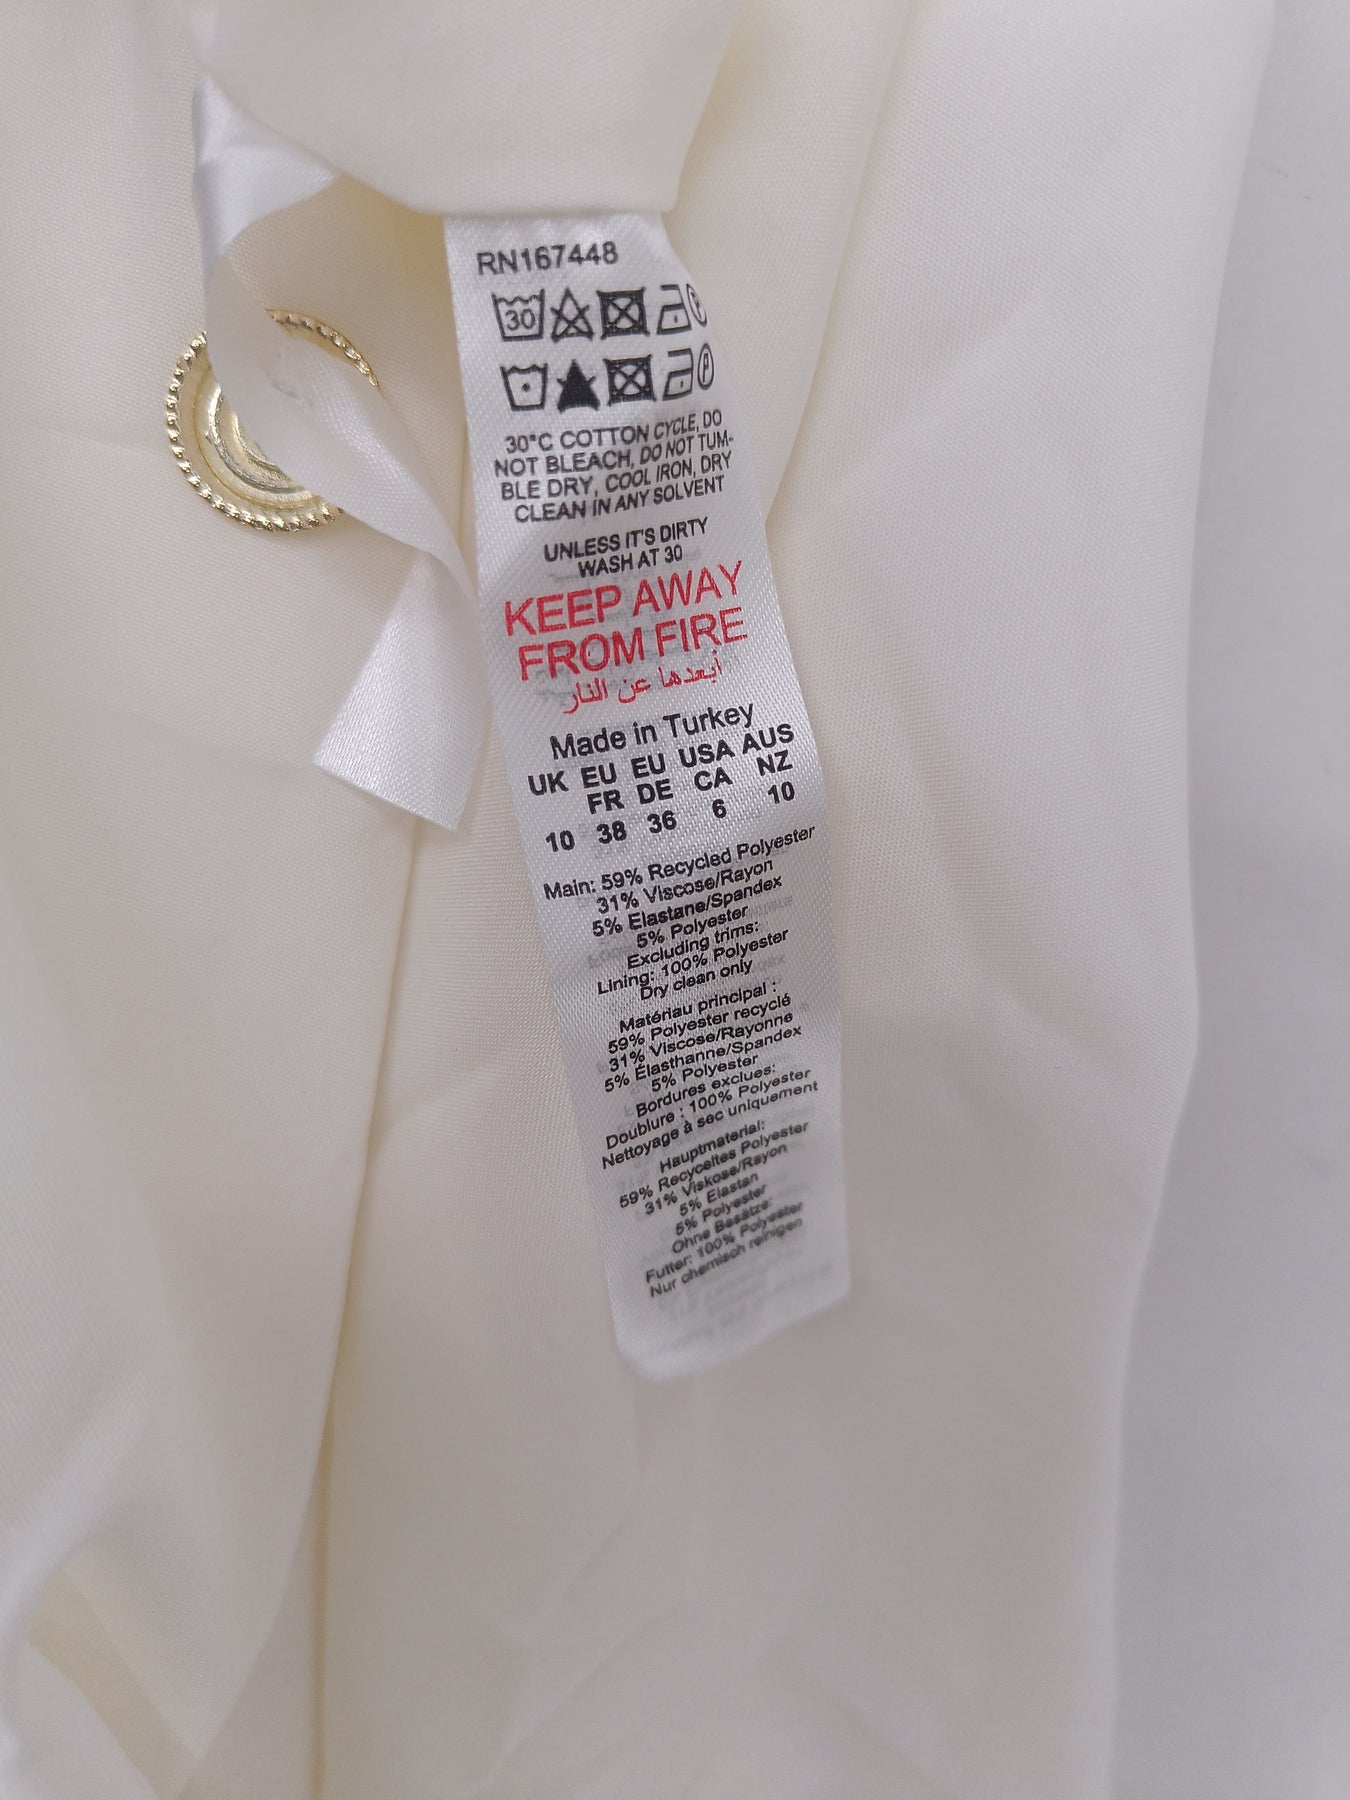 RN167448
30
P
P
30°C COTTON CYCLE, DO
NOT BLEACH, DO NOT TUM-
BLE DRY, COOL IRON, DRY
CLEAN IN ANY SOLVENT
UNLESS IT'S DIRTY
WASH AT 30
KEEP AWAY
FROM FIRE
أبعدها عن النار
Made in Turkey
UK EU EU USA AUS
FR DE CA NZ
10 38 36 6 10
Main: 59% Recycled Polyester
31% Viscose/Rayon
5% Elastane/Spandex
5% Polyester
Excluding trims:
Lining: 100% Polyester
Dry clean only
Matériau principal :
59% Polyester recyclé
31% Viscose/Rayonne
5% Élasthanne/Spandex
5% Polyester
Bordures exclues:
Doublure : 100% Polyester
Nettoyage à sec uniquement
Hauptmaterial:
59% Recyceltes Polyester
31% Viskose/Rayon
5% Elastan
5% Polyester
Ohne Besätze:
Futter: 100% Polyester
Nur chemisch reinigen